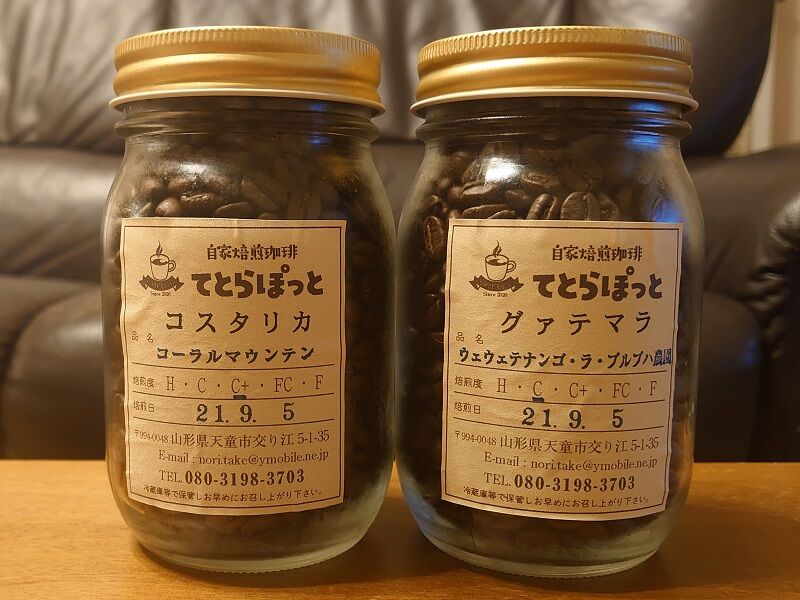 自家焙煎珈琲
てとらぽっと
Since 2020
コスタリカ
品名
コーラルマウンテン
焙煎度 H・C・C+・FC・F
焙煎日 21.9.5
〒994-0048 山形県天童市交り江 5-1-35
E-mail : nori.take@ymobile.ne.jp
TEL. 080-3198-3703
冷蔵庫等で保管しお早めにお召し上がり下さい。
自家焙煎珈琲
てとらぽっと
Since 2020
グァテマラ
品名
ウェウェテナンゴ・ラ・ブルブハ農園
焙煎度 H・C・C+・FC・F
焙煎日 21.9.5
〒994-0048 山形県天童市交り江 5-1-35
E-mail : nori.take@ymobile.ne.jp
TEL. 080-3198-3703
冷蔵庫等で保管しお早めにお召し上がり下さい。